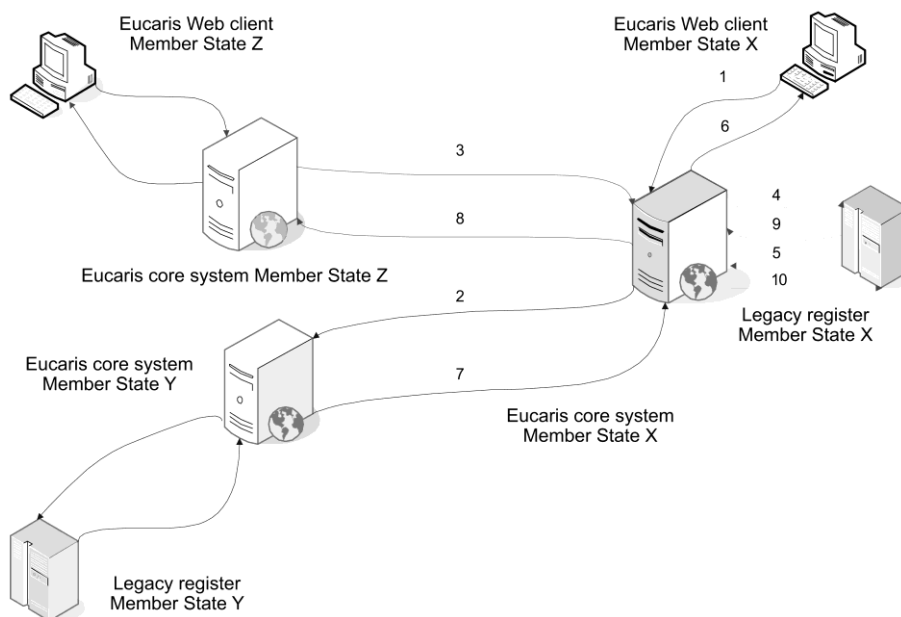 Eucaris Web client
Member State Z
Eucaris Web client
Member State X
1
6
3
4
8
9
5
10
Eucaris core system Member State Z
2
Legacy register
Member State X
Eucaris core system
Member State Y
7
Eucaris core system
Member State X
Legacy register
Member State Y